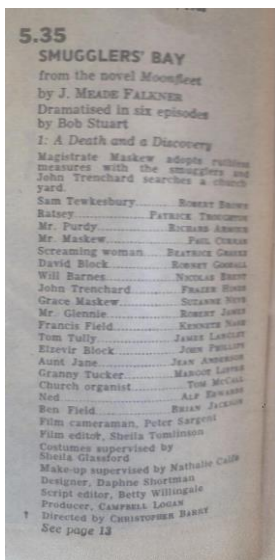 5.35
SMUGGLERS' BAY
from the novel Moonfleet
by J. MEADE FALKNER
Dramatised in six episodes
by Bob Stuart
1: A Death and a Discovery
Magistrate Maskew adopts ruthless
measures with the smugglers and
John Trenchard searches a church-
yard.
Sam Tewkesbury..........ROBERT BROWN
Ratsey..........PATRICK TROUGHTON
Mr. Purdy..........RICHARD ARMOUR
Mr. Maskew..........PAUL CURRAN
Screaming woman....BEATRICE GREEKE
David Block..........RODNEY GOODALL
Will Barnes..........NICOLAS BRENT
John Trenchard..........FRAZER HINES
Grace Maskew..........SUZANNE NEVE
Mr. Glennie..........ROBERT JAMES
Francis Field..........KENNETH NASH
Tom Tully..........JAMES LANGLEY
Elzevir Block..........JOHN PHILLIPS
Aunt Jane..........JEAN ANDERSON
Granny Tucker..........MARGOT LISTER
Church organist..........TOM McCALL
Ned..........ALF EDWARDS
Ben Field..........BRIAN JACKSON
Film cameraman, Peter Sargent
Film editor, Sheila Tomlinson
Costumes supervised by
Sheila Glassford
Make-up supervised by Nathalie
Designer, Daphne Shortman
Script editor, Betty Willingale
Producer, CAMPBELL LOGAN
† Directed by CHRISTOPHER BARRY
See page 13